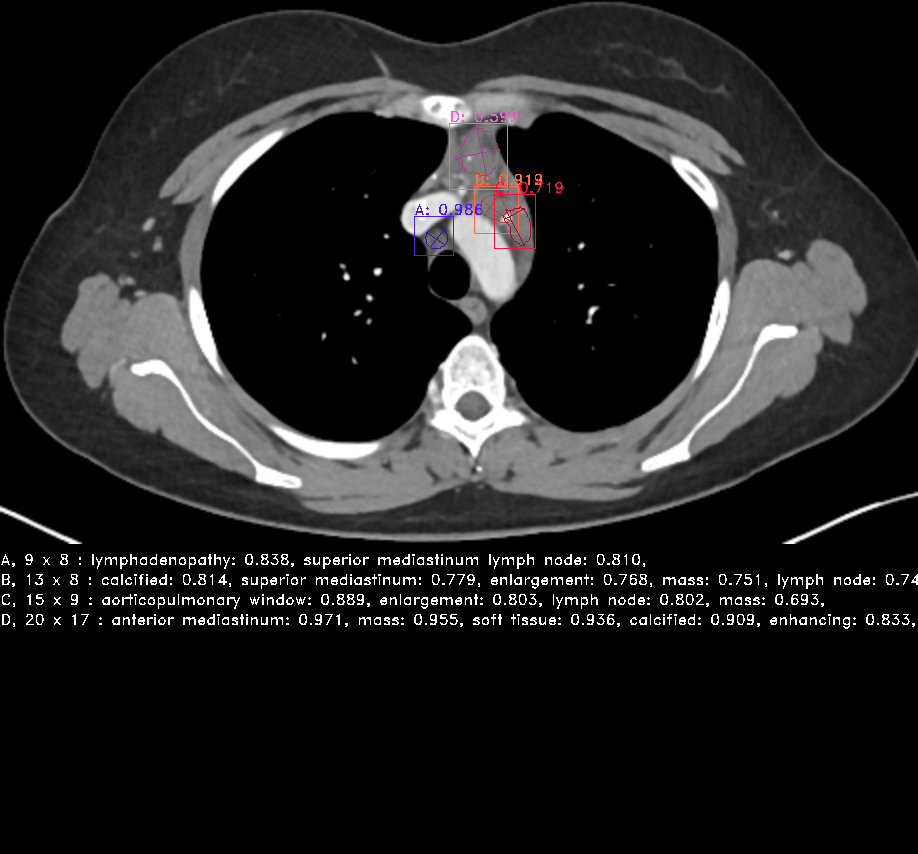 D: 0.599
B: 0.919
0.719
A: 0.986
A, 9 x 8 : lymphadenopathy: 0.838, superior mediastinum lymph node: 0.810,
B, 13 x 8 : calcified: 0.814, superior mediastinum: 0.779, enlargement: 0.768, mass: 0.751, lymph node: 0.74
C, 15 x 9 : aorticopulmonary window: 0.889, enlargement: 0.803, lymph node: 0.802, mass: 0.693,
D, 20 x 17 : anterior mediastinum: 0.971, mass: 0.955, soft tissue: 0.936, calcified: 0.909, enhancing: 0.833,